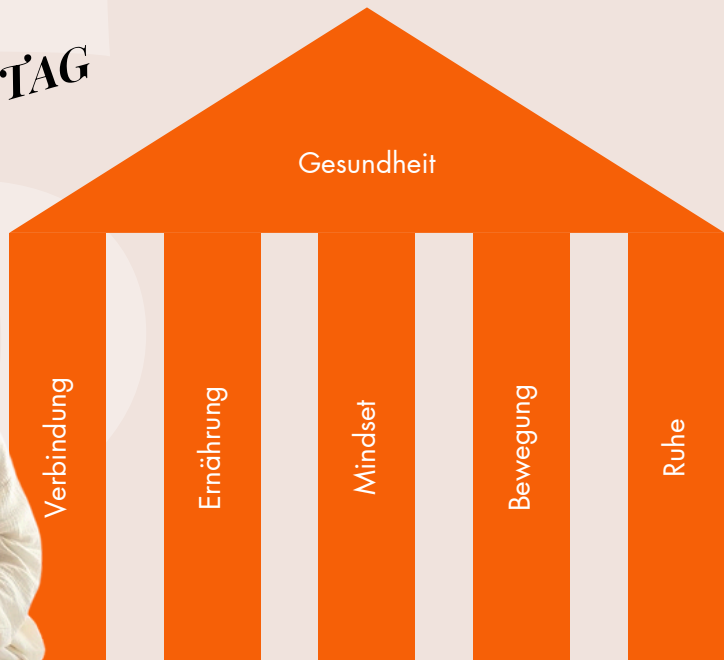 TAG
Gesundheit
Verbindung
Ernährung
Mindset
Bewegung
Ruhe